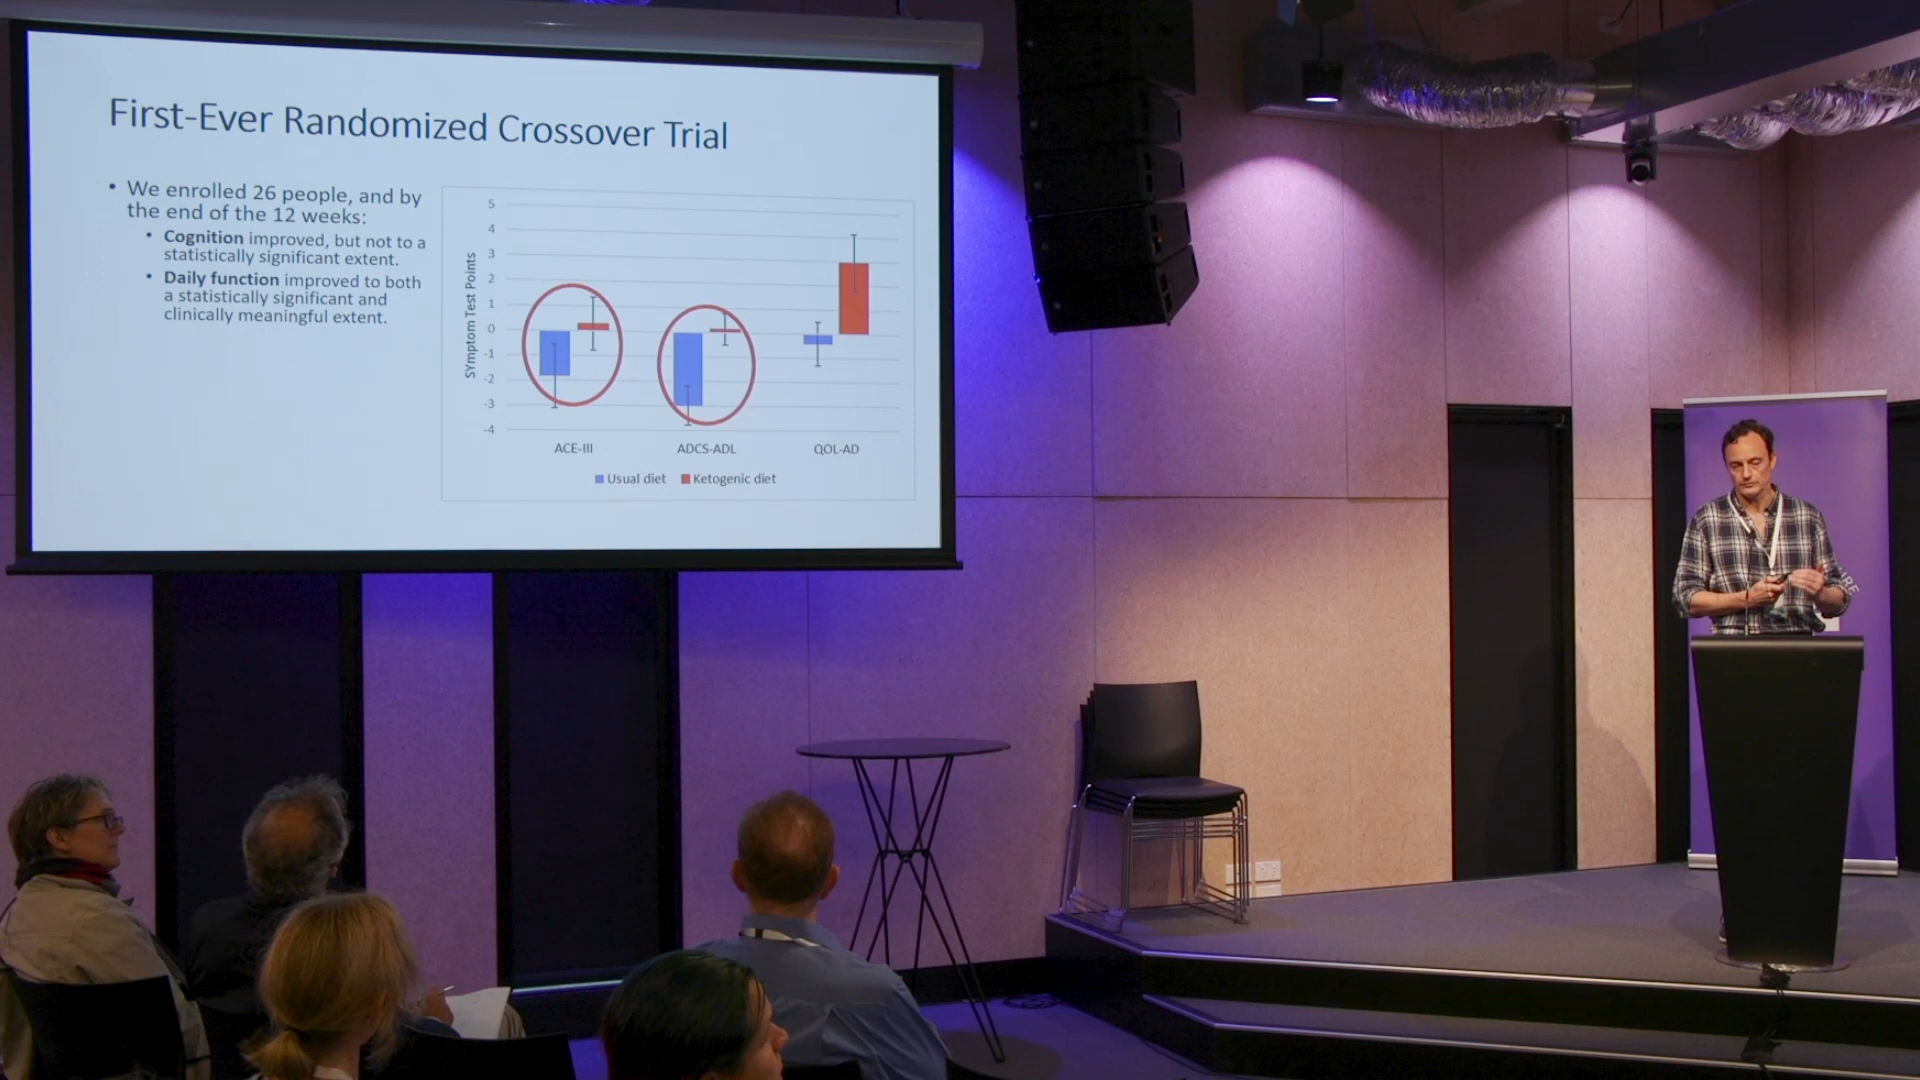 First-Ever Randomized Crossover Trial
• We enrolled 26 people, and by
the end of the 12 weeks:
• Cognition improved, but not to a
statistically significant extent.
• Daily function improved to both
a statistically significant and
clinically meaningful extent.
SYmptom Test Points
5
4
3
2
1
0
-1
-2
-3
-4
ACE-III ADCS-ADL QOL-AD
Usual diet Ketogenic diet